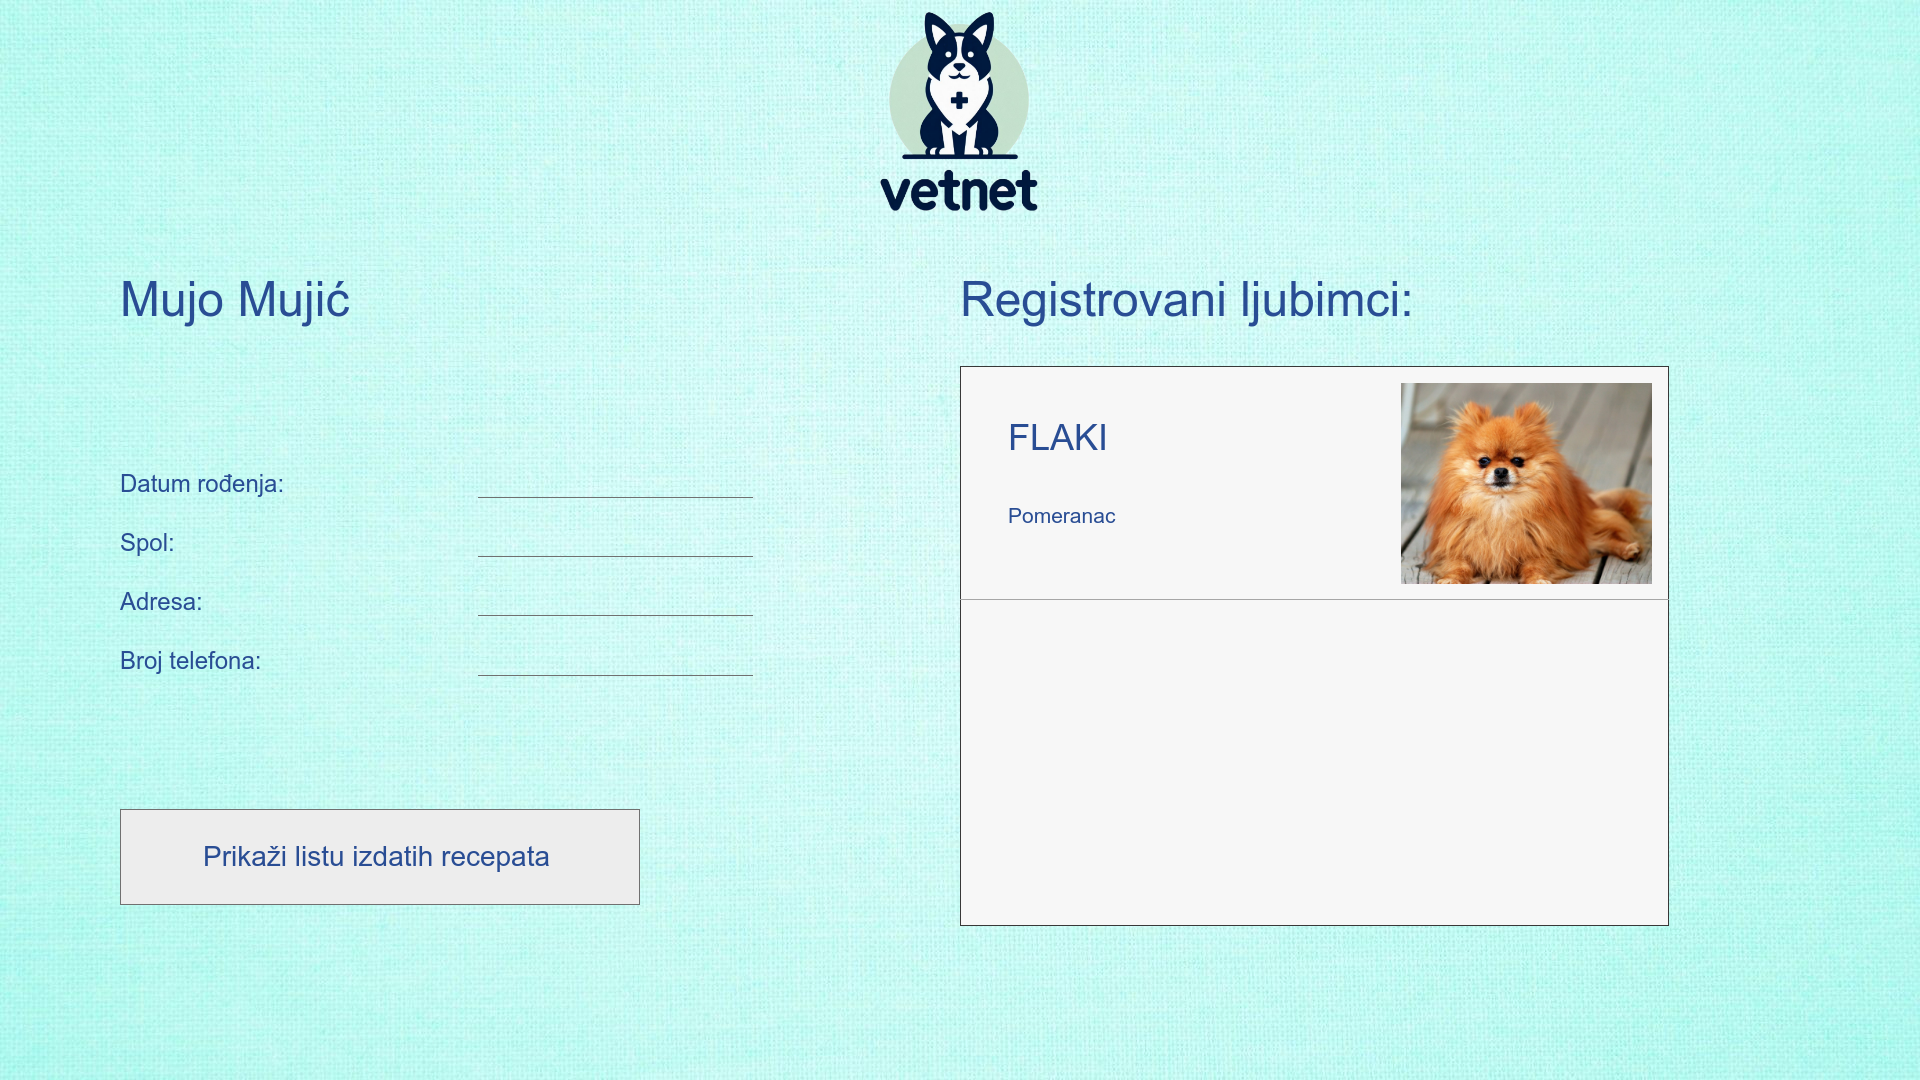 vetnet
Mujo Mujić
Datum rođenja:
Spol:
Adresa:
Broj telefona:
Prikaži listu izdatih recepata
Registrovani ljubimci:
FLAKI
Pomeranac